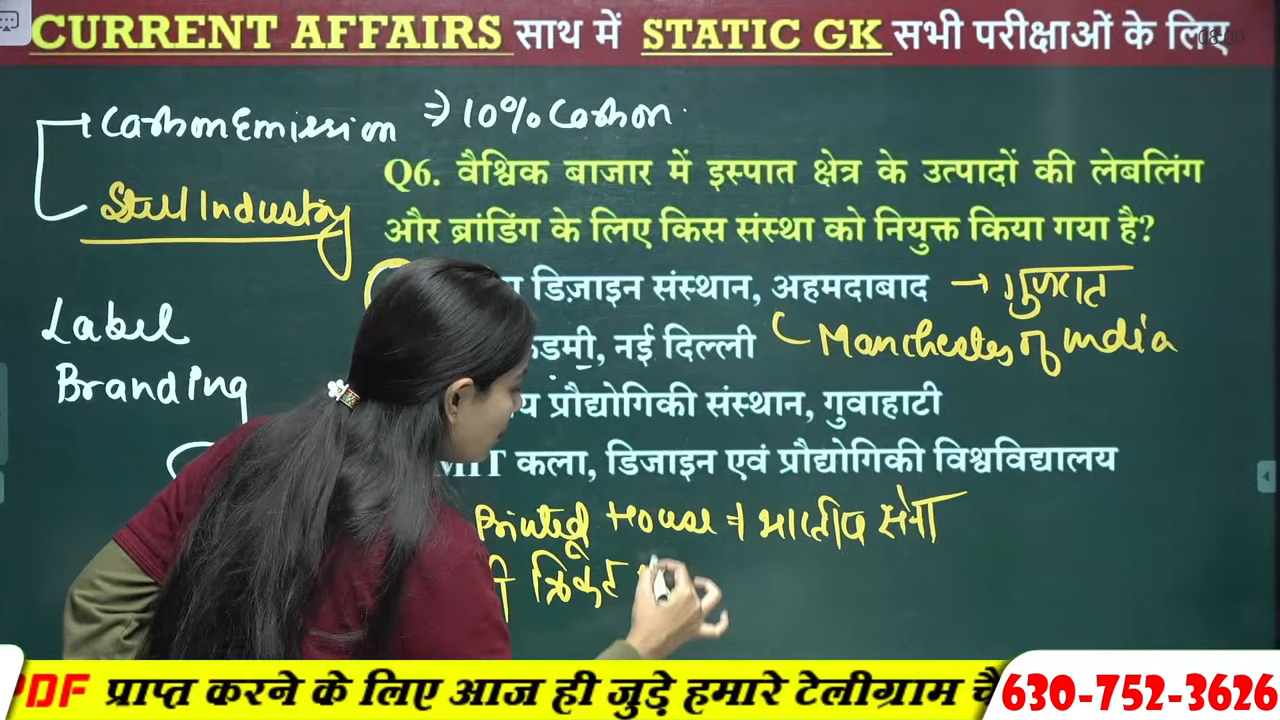 CURRENT AFFAIRS साथ में STATIC GK सभी परीक्षाओं के लिए
Carbon Emission ⇒ 10% Carbon
Q6. वैश्विक बाजार में इस्पात क्षेत्र के उत्पादों की लेबलिंग
Steel Industry
और ब्रांडिंग के लिए किस संस्था को नियुक्त किया गया है?
डिज़ाइन संस्थान, अहमदाबाद → गुजरात
Label
नई दिल्ली Manchester of india
Branding
प्रौद्योगिकी संस्थान, गुवाहाटी
MIT कला, डिजाइन एवं प्रौद्योगिकी विश्वविद्यालय
Printed House भारतीय सेना
क्रिकेट
PDF प्राप्त करने के लिए आज ही जुड़े हमारे टेलीग्राम
630-752-3626